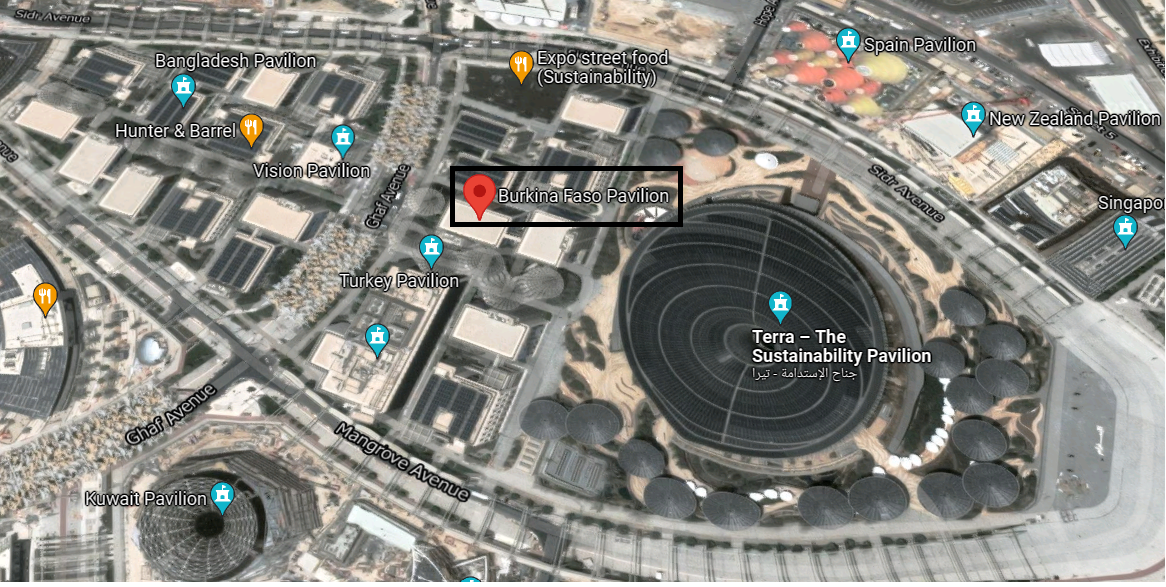 Sidr Avenue
Bangladesh Pavilion
Expo street food
(Sustainability)
Spain Pavilion
Hunter & Barrel
Vision Pavilion
New Zealand Pavilion
Ghaf Avenue
Burkina Faso Pavilion
Sidr Avenue
Singapor
Turkey Pavilion
Terra – The
Sustainability Pavilion
جناح الإستدامة - تيرا
Ghaf Avenue
Mangrove Avenue
Kuwait Pavilion